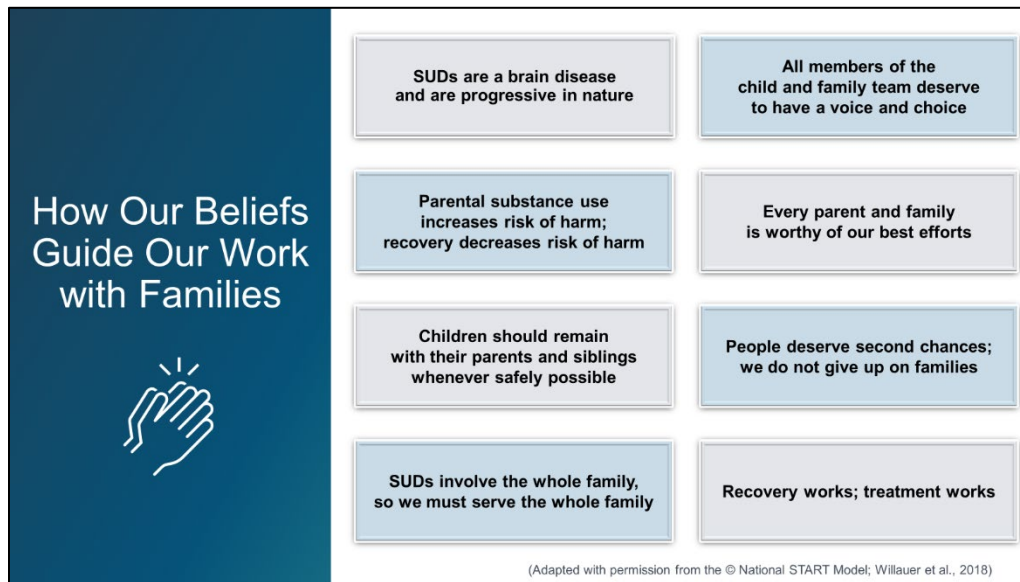 How Our Beliefs
Guide Our Work
with Families
SUDs are a brain disease
and are progressive in nature
All members of the
child and family team deserve
to have a voice and choice
Parental substance use
increases risk of harm;
recovery decreases risk of harm
Every parent and family
is worthy of our best efforts
Children should remain
with their parents and siblings
whenever safely possible
People deserve second chances;
we do not give up on families
SUDs involve the whole family,
so we must serve the whole family
Recovery works; treatment works
(Adapted with permission from the © National START Model; Willauer et al., 2018)